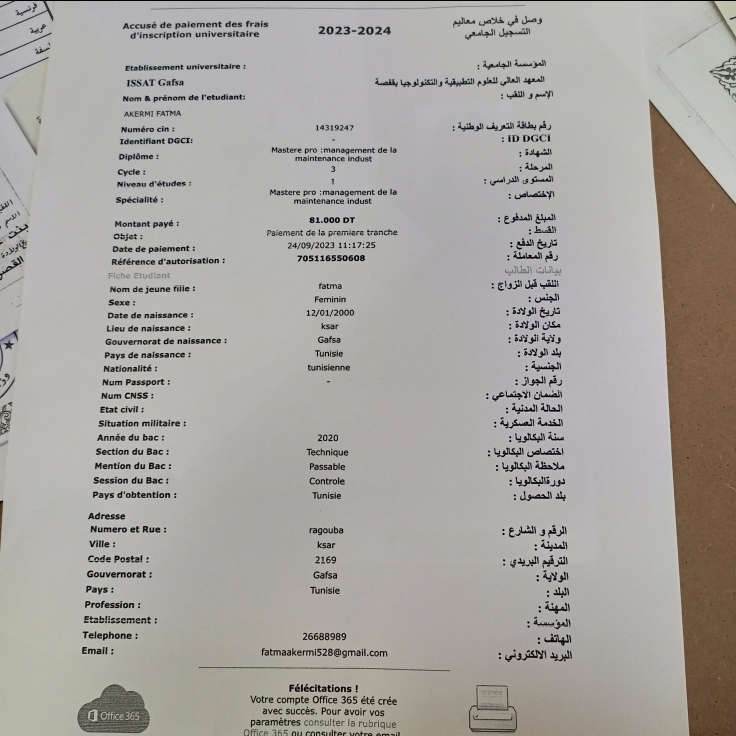 Accusé de paiement des frais d'inscription universitaire
2023-2024
وصل في خلاص معاليم التسجيل الجامعي
Etablissement universitaire : المؤسسة الجامعية :
ISSAT Gafsa المعهد العالي للعلوم التطبيقية والتكنولوجيا بقفصة
Nom & prénom de l'etudiant: الإسم و اللقب :
AKERMI FATMA
Numéro cin : 14319247 رقم بطاقة التعريف الوطنية :
Identifiant DGCI: - ID DGCI :
Diplôme : Mastere pro :management de la maintenance indust الشهادة :
Cycle : 3 المرحلة :
Niveau d'études : 1 المستوى الدراسي :
Spécialité : Mastere pro :management de la maintenance indust الإختصاص :
Montant payé : 81.000 DT المبلغ المدفوع :
Objet : Paiement de la premiere tranche القسط :
Date de paiement : 24/09/2023 11:17:25 تاريخ الدفع :
Référence d'autorisation : 705116550608 رقم المعاملة :
Fiche Etudiant بيانات الطالب
Nom de jeune filie : fatma اللقب قبل الزواج :
Sexe : Feminin الجنس :
Date de naissance : 12/01/2000 تاريخ الولادة :
Lieu de naissance : ksar مكان الولادة :
Gouvernorat de naissance : Gafsa ولاية الولادة :
Pays de naissance : Tunisie بلد الولادة :
Nationalité : tunisienne الجنسية :
Num Passport : - رقم الجواز :
Num CNSS : الضمان الاجتماعي :
Etat civil : الحالة المدنية :
Situation militaire : الخدمة العسكرية :
Année du bac : 2020 سنة البكالويا :
Section du Bac : Technique اختصاص البكالويا :
Mention du Bac : Passable ملاحظة البكالويا :
Session du Bac : Controle دورةالبكالويا :
Pays d'obtention : Tunisie بلد الحصول :
Adresse
Numero et Rue : ragouba الرقم و الشارع :
Ville : ksar المدينة :
Code Postal : 2169 الترقيم البريدي :
Gouvernorat : Gafsa الولاية :
Pays : Tunisie البلد :
Profession : المهنة :
Etablissement : المؤسسة :
Telephone : 26688989 الهاتف :
Email : fatmaakermi528@gmail.com البريد الالكتروني :
Félécitations !
Votre compte Office 365 été crée
avec succès. Pour avoir vos
paramètres consulter la rubrique
Office 365 ou consulter votre email
Office 365